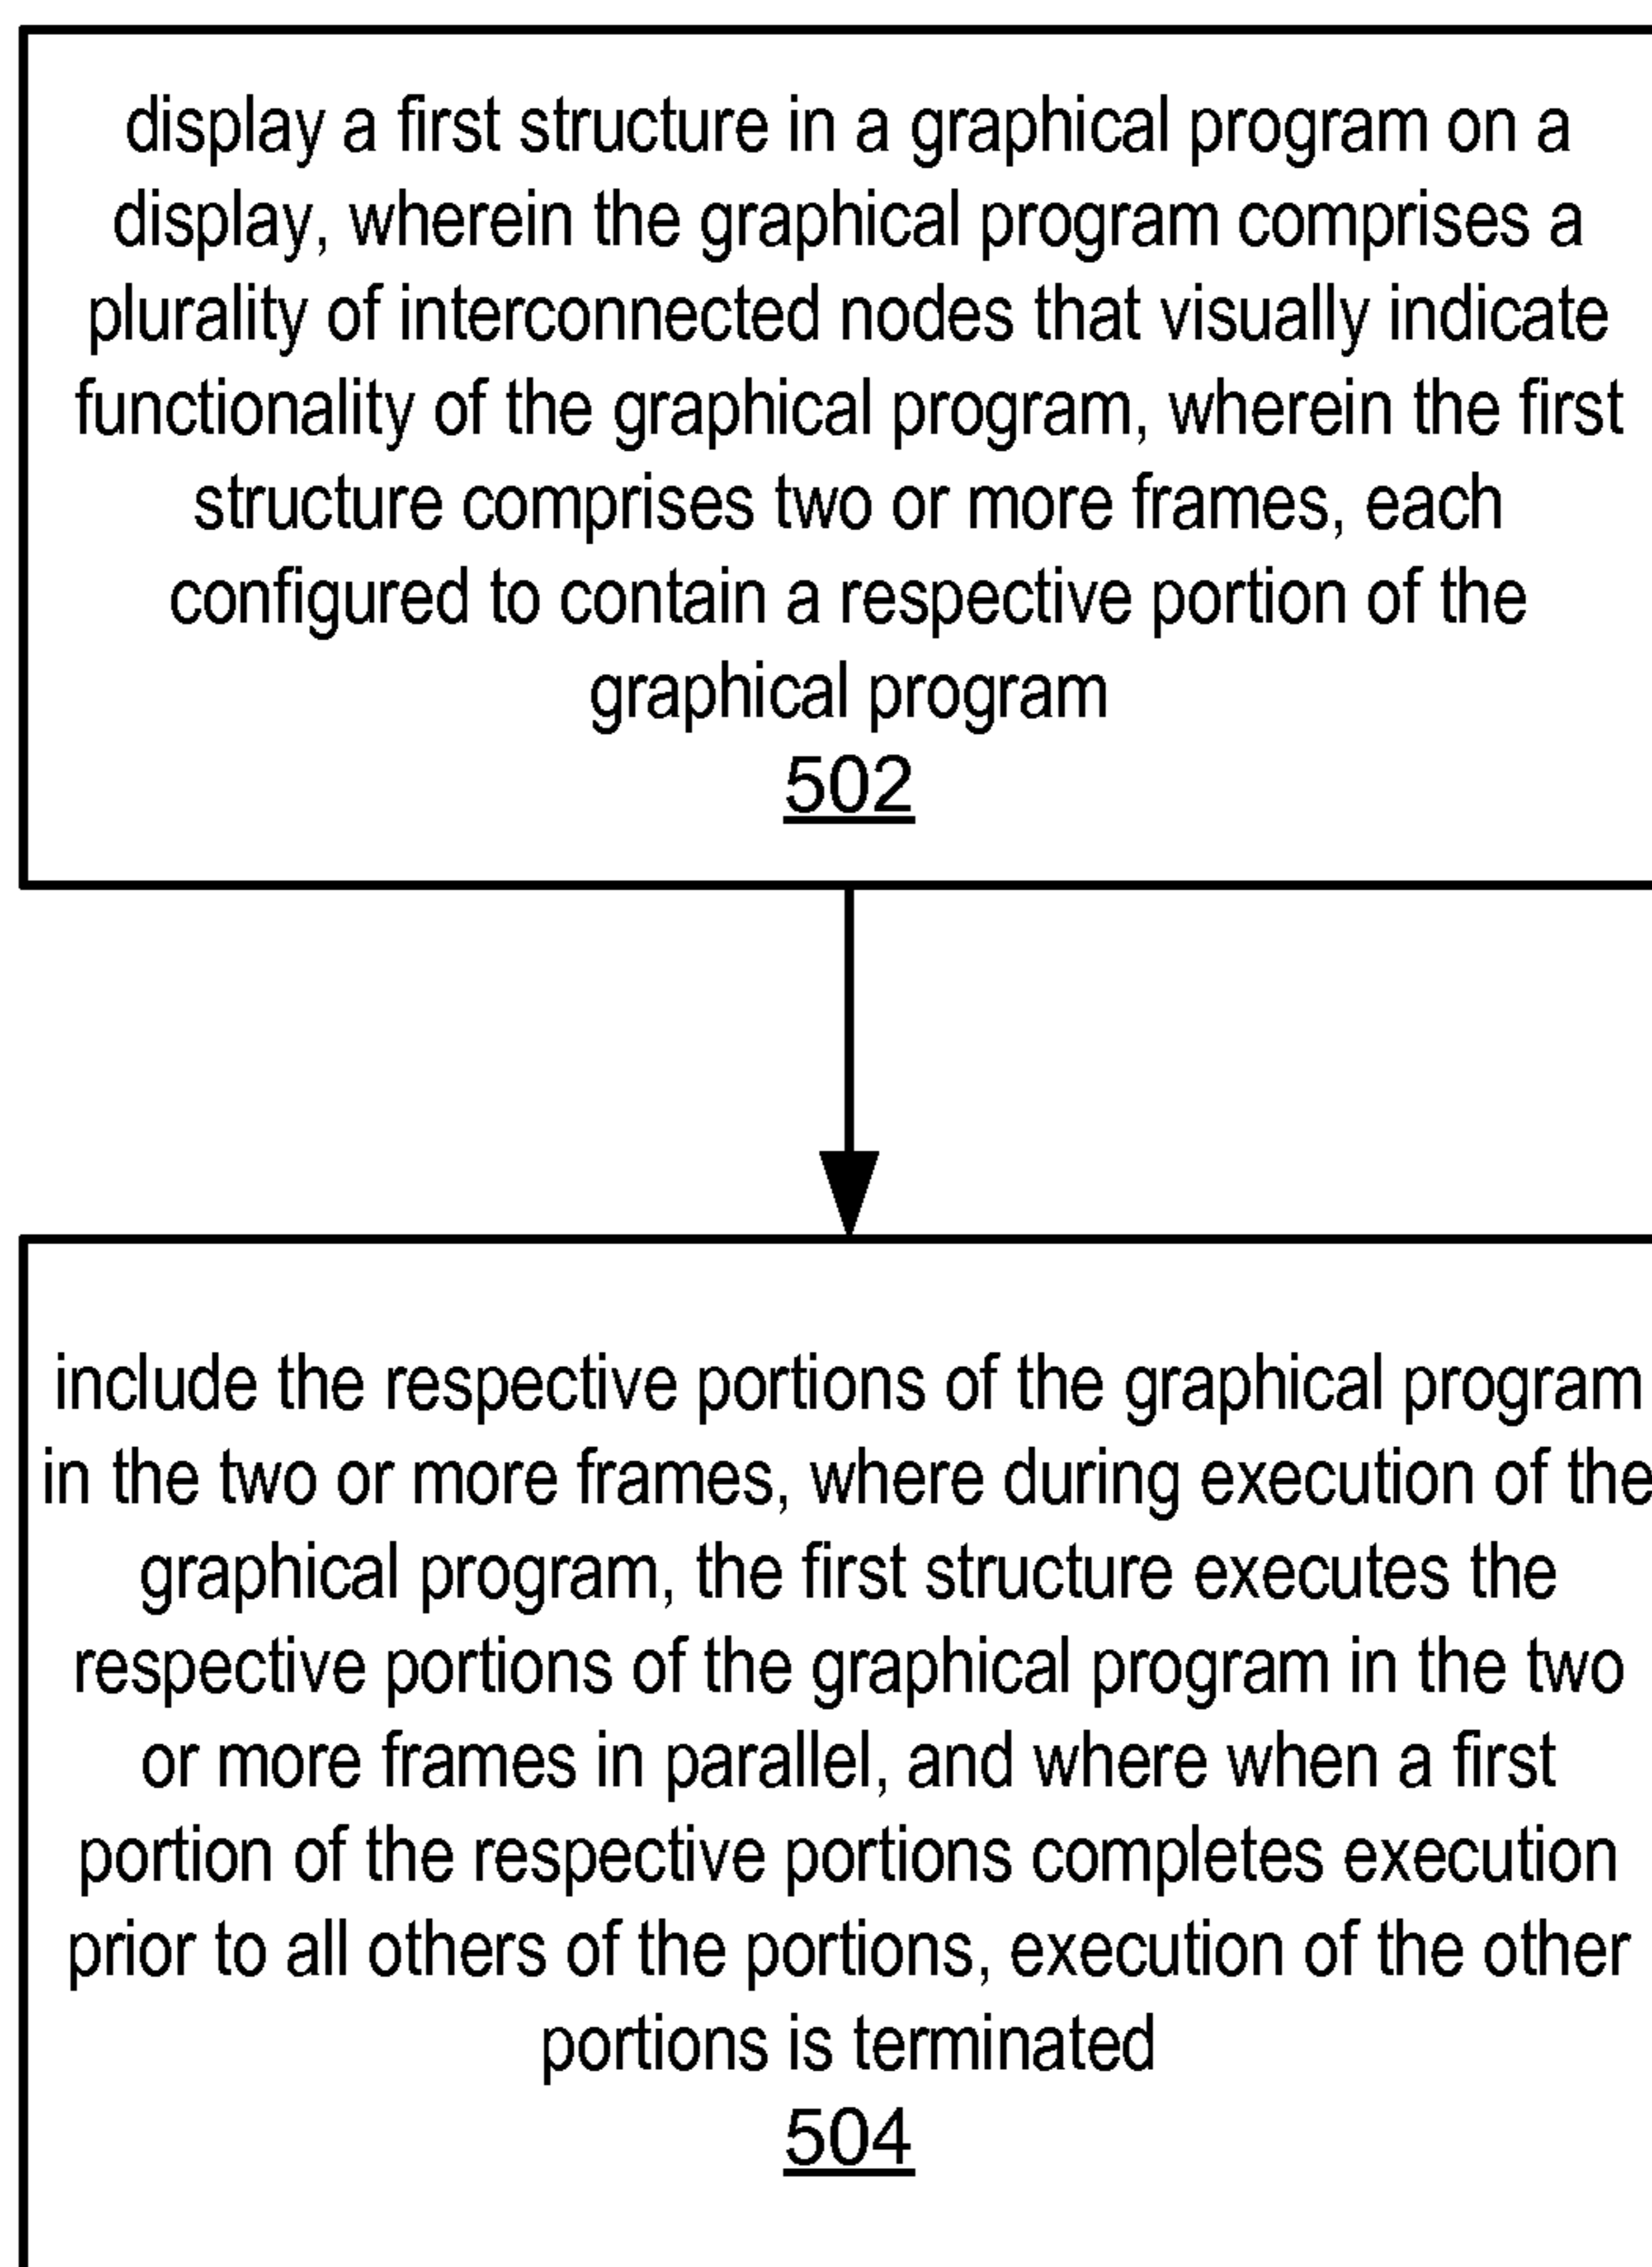 display a first structure in a graphical program on a
display, wherein the graphical program comprises a
plurality of interconnected nodes that visually indicate
functionality of the graphical program, wherein the first
structure comprises two or more frames, each
configured to contain a respective portion of the
graphical program
502
include the respective portions of the graphical program
in the two or more frames, where during execution of the
graphical program, the first structure executes the
respective portions of the graphical program in the two
or more frames in parallel, and where when a first
portion of the respective portions completes execution
prior to all others of the portions, execution of the other
portions is terminated
504